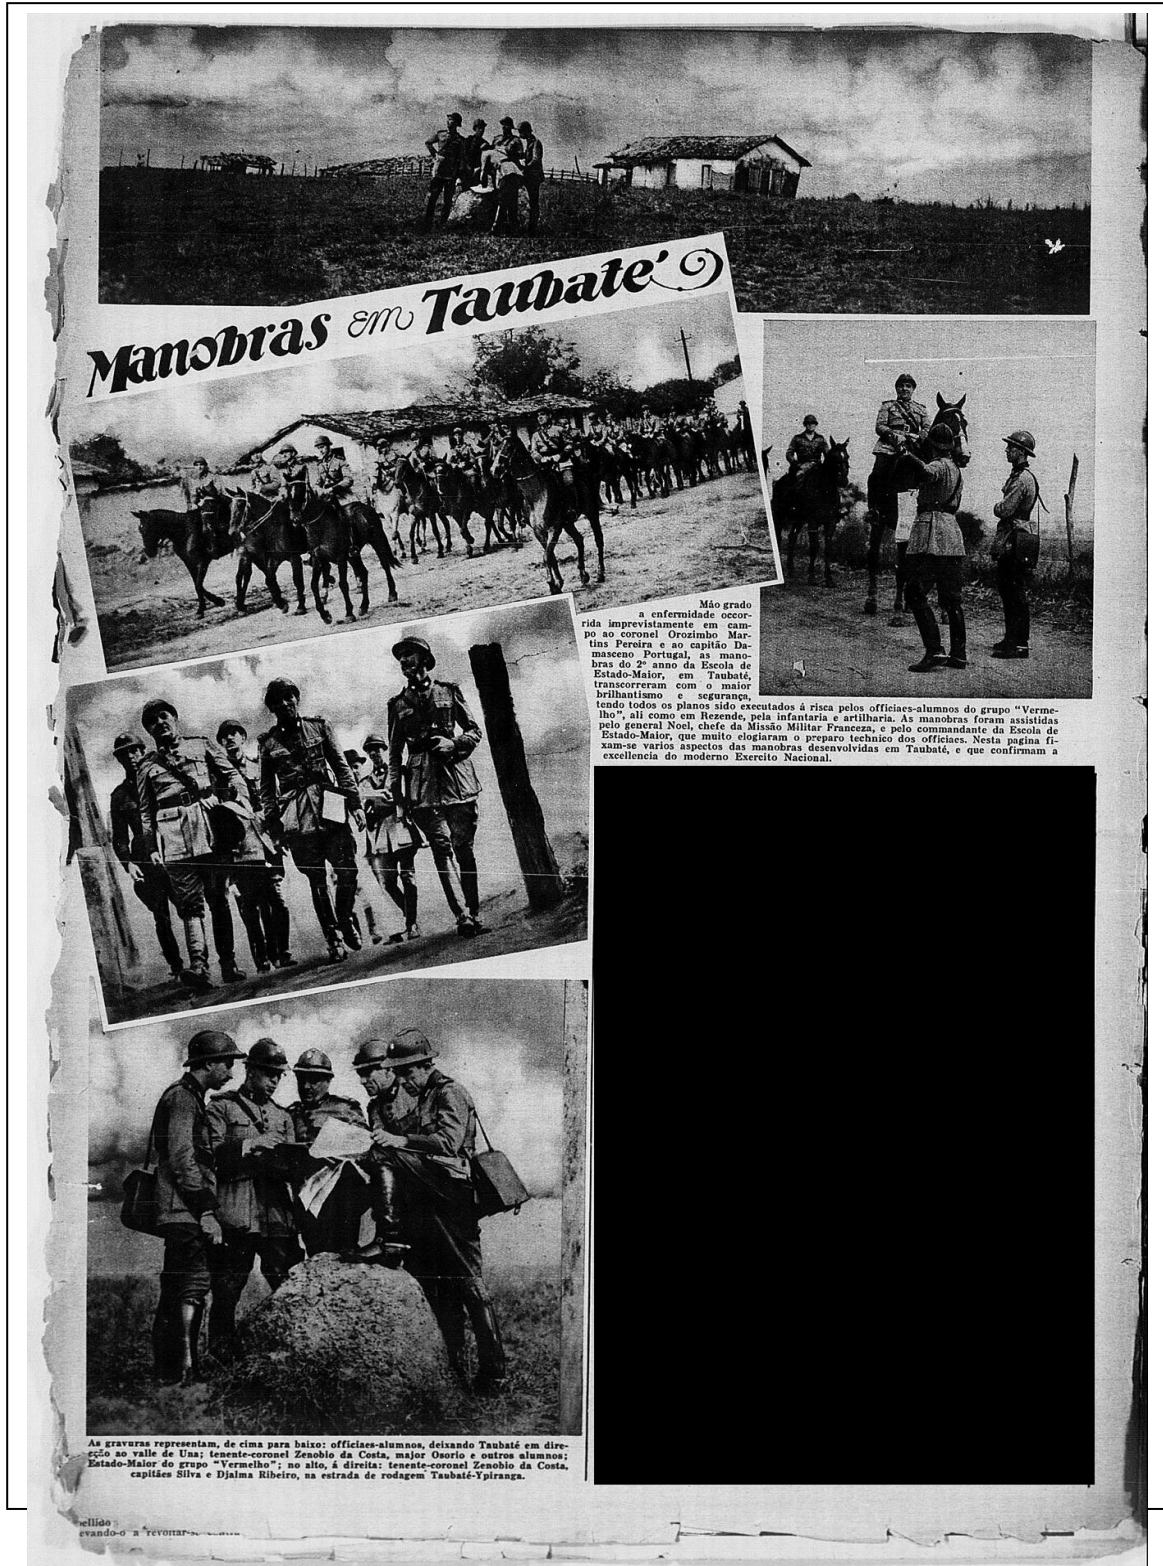 Manobras em Taubaté
Máo grado
a enfermidade occor-
rida imprevistamente em cam-
po ao coronel Orozimbo Mar-
tins Pereira e ao capitão Da-
masceno Portugal, as mano-
bras do 2º anno da Escola de
Estado-Maior, em Taubaté,
transcorreram com o maior
brilhantismo e segurança,
tendo todos os planos sido executados á risca pelos officiaes-alumnos do grupo "Verme-
lho", ali como em Rezende, pela infantaria e artilharia. As manobras foram assistidas
pelo general Noel, chefe da Missão Militar Franceza, e pelo commandante da Escola de
Estado-Maior, que muito elogiaram o preparo technico dos officiaes. Nesta pagina fi-
xam-se varios aspectos das manobras desenvolvidas em Taubaté, e que confirmam a
excellencia do moderno Exercito Nacional.
As gravuras representam, de cima para baixo: officiaes-alumnos, deixando Taubaté em dire-
cção ao valle de Una; tenente-coronel Zenobio da Costa, major Osorio e outros alumnos;
Estado-Maior do grupo "Vermelho"; no alto, á direita: tenente-coronel Zenobio da Costa,
capitães Silva e Djalma Ribeiro, na estrada de rodagem Taubaté-Ypiranga.
ellido
evando-o a